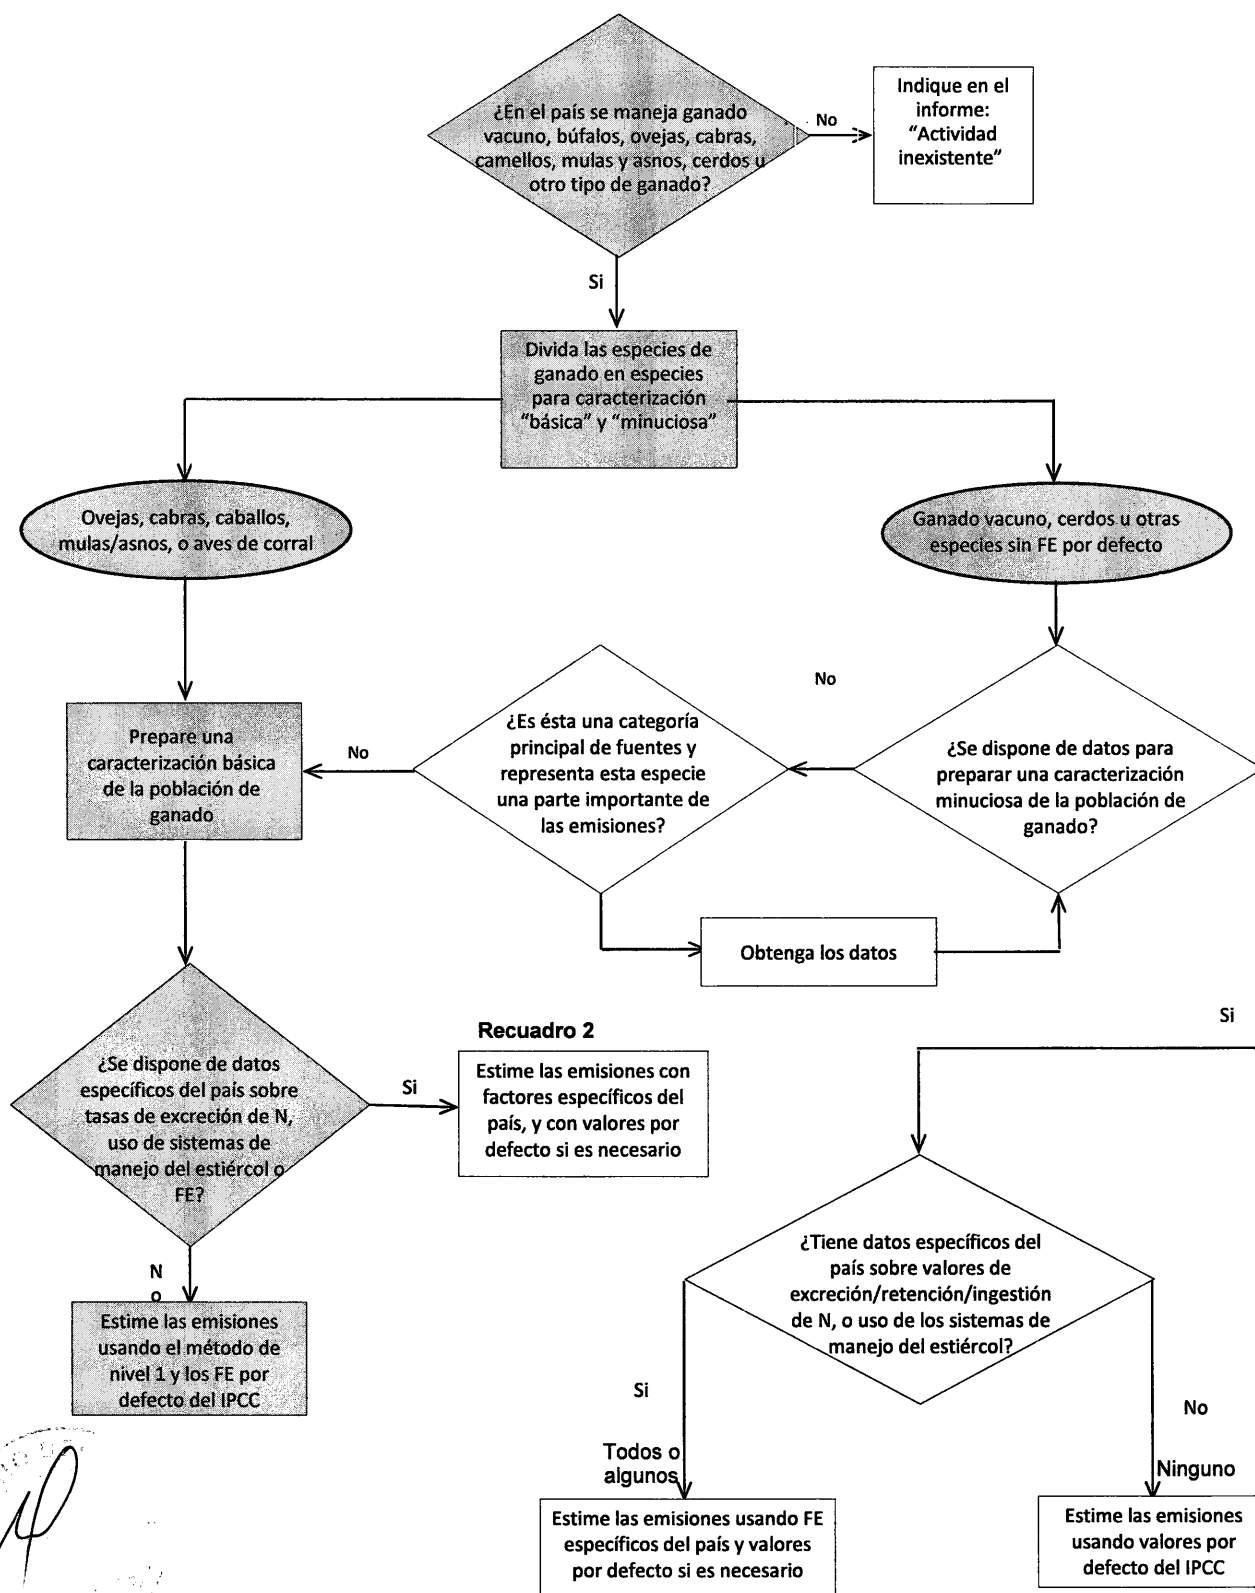 ¿En el país se maneja ganado
vacuno, búfalos, ovejas, cabras,
camellos, mulas y asnos, cerdos u
otro tipo de ganado?
No
Indique en el
informe:
“Actividad
inexistente”
Si
Divida las especies de
ganado en especies
para caracterización
“básica” y “minuciosa”
Ovejas, cabras, caballos,
mulas/asnos, o aves de corral
Ganado vacuno, cerdos u otras
especies sin FE por defecto
Prepare una
caracterización básica
de la población de
ganado
No
¿Es ésta una categoría
principal de fuentes y
representa esta especie
una parte importante de
las emisiones?
No
¿Se dispone de datos para
preparar una caracterización
minuciosa de la población de
ganado?
Obtenga los datos
Si
¿Se dispone de datos
específicos del país sobre
tasas de excreción de N,
uso de sistemas de
manejo del estiércol o
FE?
Si
Recuadro 2
Estime las emisiones con
factores específicos del
país, y con valores por
defecto si es necesario
N
o
Estime las emisiones
usando el método de
nivel 1 y los FE por
defecto del IPCC
¿Tiene datos específicos del
país sobre valores de
excreción/retención/ingestión
de N, o uso de los sistemas de
manejo del estiércol?
Si
Todos o
algunos
No
Ninguno
Estime las emisiones usando FE
específicos del país y valores
por defecto si es necesario
Estime las emisiones
usando valores por
defecto del IPCC